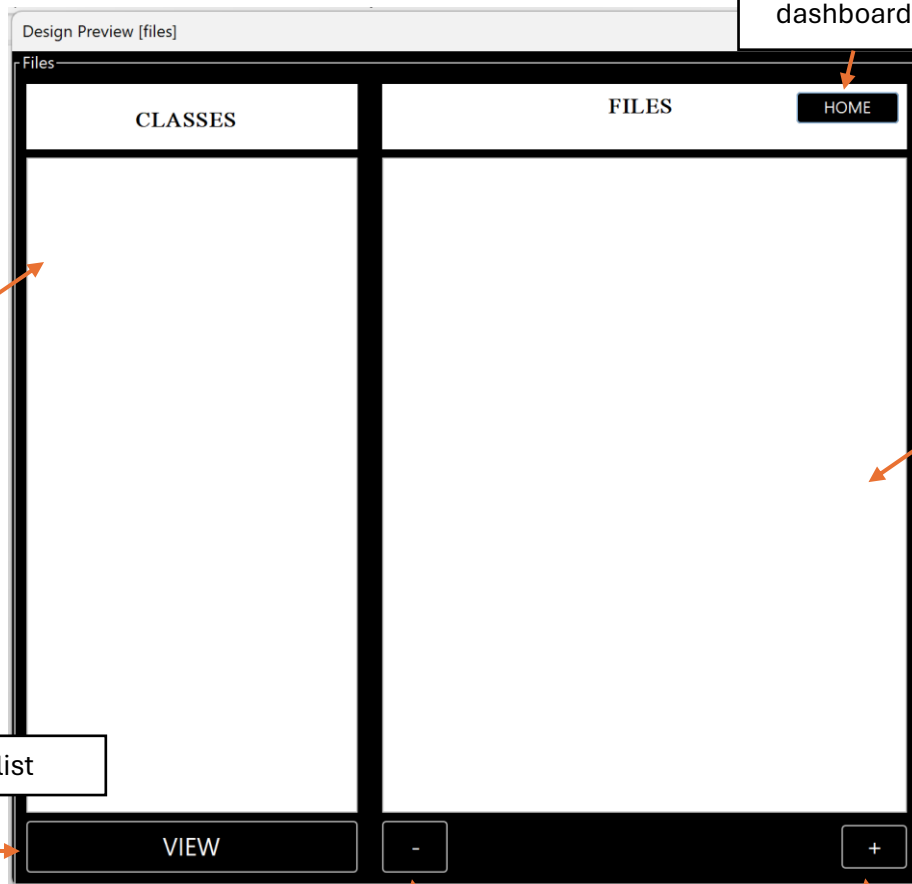 dashboard
Design Preview [files]
Files
CLASSES
FILES
HOME
list
VIEW
-
+